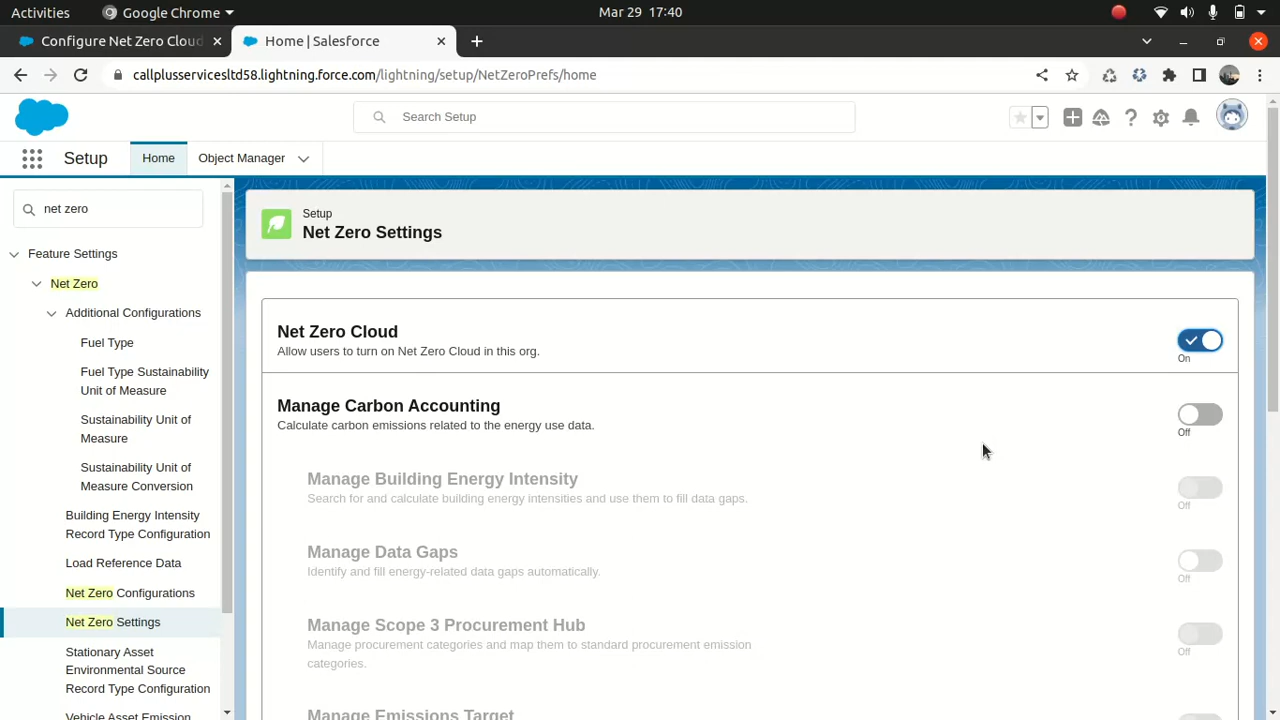 Activities
Google Chrome
Mar 29 17:40
Configure Net Zero Cloud
Home | Salesforce
callplusservicesltd58.lightning.force.com/lightning/setup/NetZeroPrefs/home
Search Setup
Setup
Home
Object Manager
net zero
Feature Settings
Net Zero
Additional Configurations
Fuel Type
Fuel Type Sustainability
Unit of Measure
Sustainability Unit of
Measure
Sustainability Unit of
Measure Conversion
Building Energy Intensity
Record Type Configuration
Load Reference Data
Net Zero Configurations
Net Zero Settings
Stationary Asset
Environmental Source
Record Type Configuration
Vehicle Asset Emission
Setup
Net Zero Settings
Net Zero Cloud
Allow users to turn on Net Zero Cloud in this org.
On
Manage Carbon Accounting
Calculate carbon emissions related to the energy use data.
Off
Manage Building Energy Intensity
Search for and calculate building energy intensities and use them to fill data gaps.
Off
Manage Data Gaps
Identify and fill energy-related data gaps automatically.
Off
Manage Scope 3 Procurement Hub
Manage procurement categories and map them to standard procurement emission
categories.
Off
Manage Emissions Target